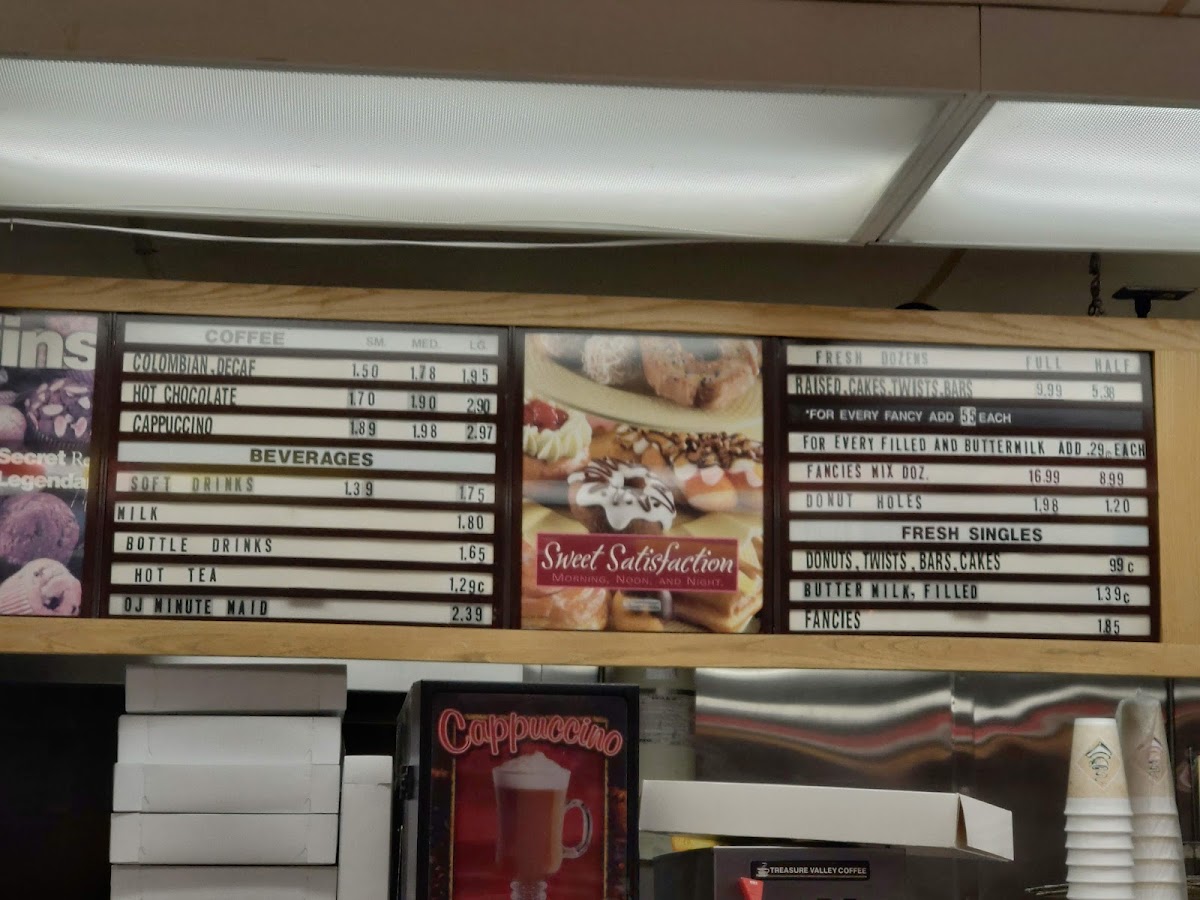 ins
Secret Re
Legenda
COFFEE SM. MED. LG.
COLOMBIAN,DECAF 1.50 1.78 1.95
HOT CHOCOLATE 1.70 1.90 2.90
CAPPUCCINO 1.89 1.98 2.97
BEVERAGES
SOFT DRINKS 1.39 1.75
MILK 1.80
BOTTLE DRINKS 1.65
HOT TEA 1.29c
OJ MINUTE MAID 2.39
Sweet Satisfaction
MORNING, NOON, AND NIGHT.
FRESH DOZENS FULL HALF
RAISED,CAKES,TWISTS,BARS 9.99 5.38
*FOR EVERY FANCY ADD 55 EACH
FOR EVERY FILLED AND BUTTERMILK ADD .29 EACH
FANCIES MIX DOZ. 16.99 8.99
DONUT HOLES 1.98 1.20
FRESH SINGLES
DONUTS, TWISTS, BARS, CAKES 99c
BUTTER MILK, FILLED 1.39c
FANCIES 1.85
Cappuccino
TREASURE VALLEY COFFEE